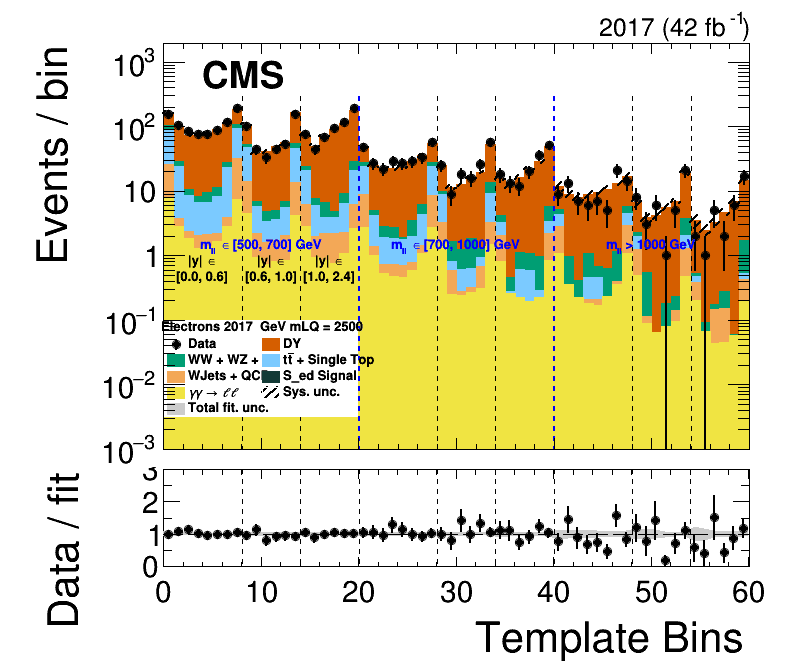 2017 (42 fb⁻¹)
CMS
Events / bin
10³
10²
10
1
10⁻¹
10⁻²
10⁻³
m_ll ∈ [500, 700] GeV
m_ll ∈ [700, 1000] GeV
m_ll > 1000 GeV
|y| ∈ |y| ∈ |y| ∈
[0.0, 0.6] [0.6, 1.0] [1.0, 2.4]
Electrons 2017 GeV mLQ = 2500
Data DY
WW + WZ + tt̄ + Single Top
WJets + QC S_ed Signal
γγ → ℓℓ Sys. unc.
Total fit. unc.
Data / fit
3
2
1
0
0 10 20 30 40 50 60
Template Bins